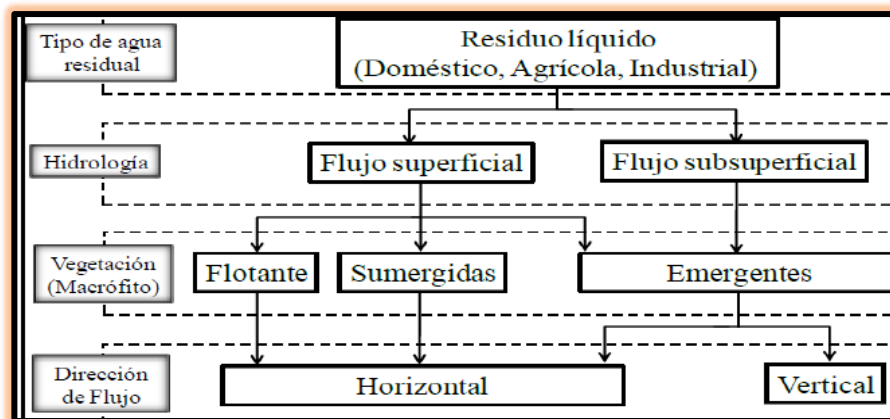 Tipo de agua
residual
Residuo líquido
(Doméstico, Agrícola, Industrial)
Hidrología
Flujo superficial
Flujo subsuperficial
Vegetación
(Macrófito)
Flotante
Sumergidas
Emergentes
Dirección
de Flujo
Horizontal
Vertical